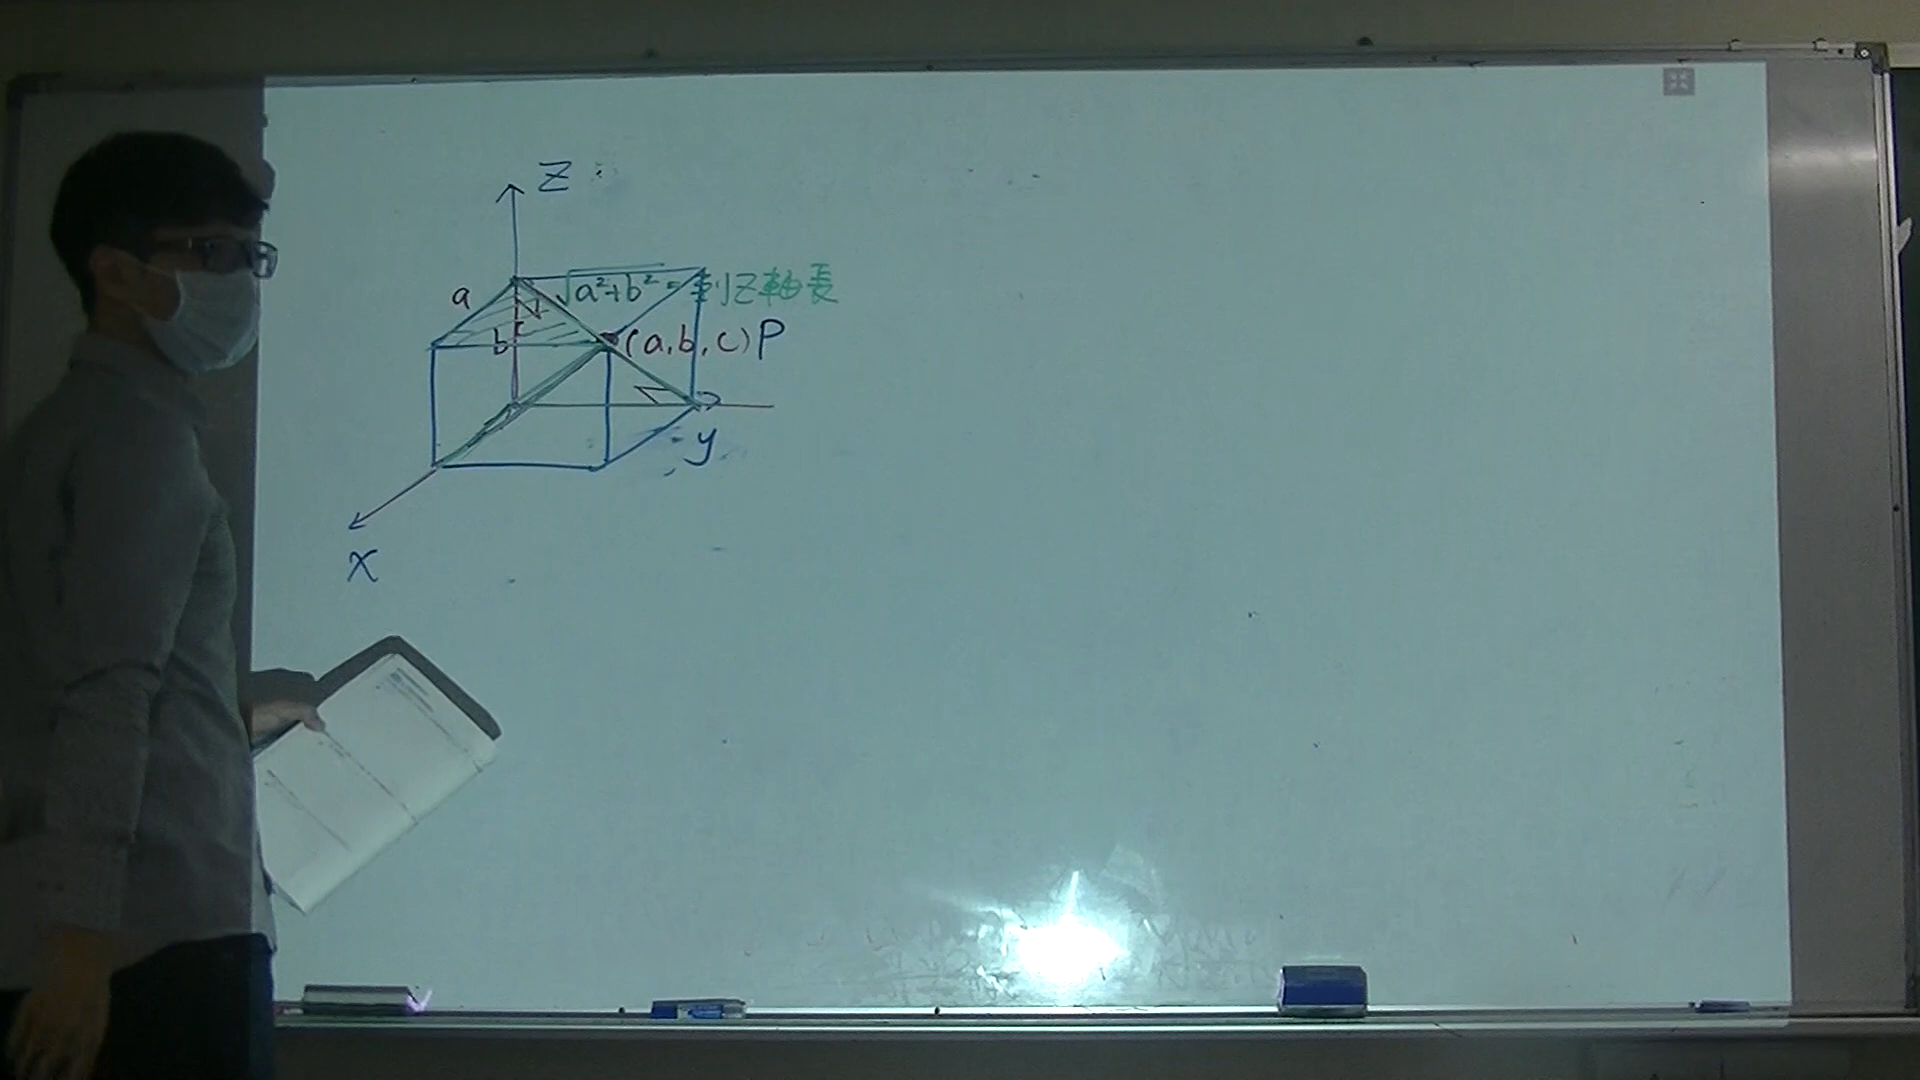 Z
a
√a²+b² = 到Z軸長
b
c
(a,b,c)P
y
x